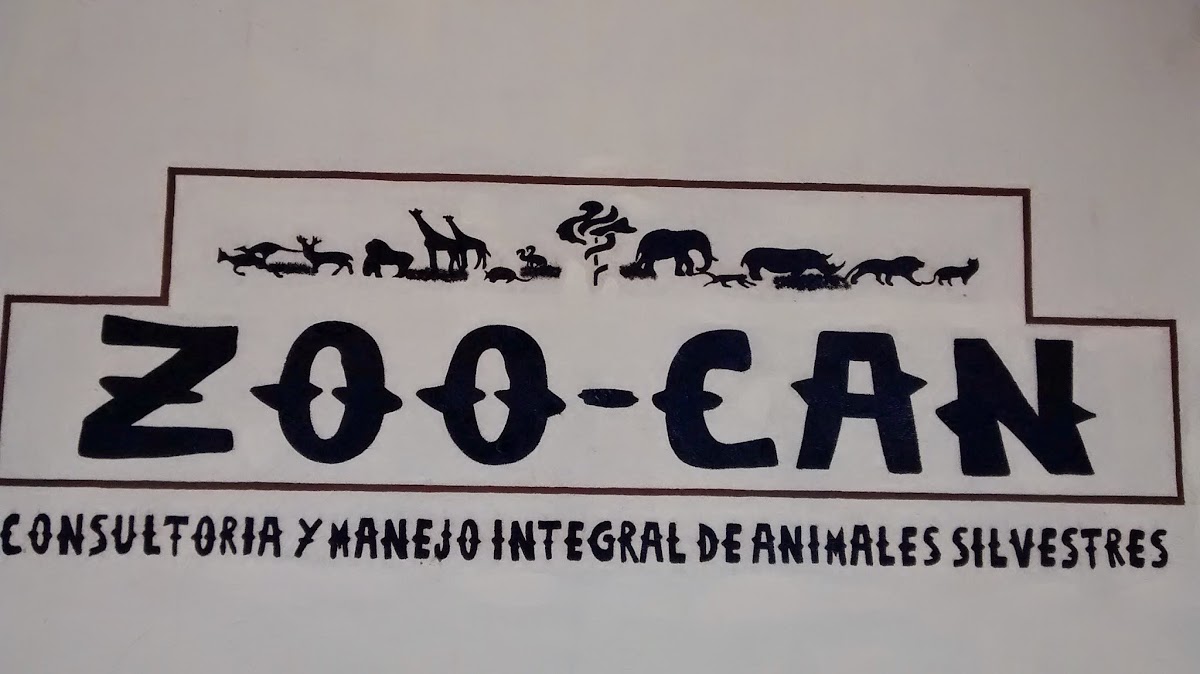 ZOO-CAN
CONSULTORIA Y MANEJO INTEGRAL DE ANIMALES SILVESTRES